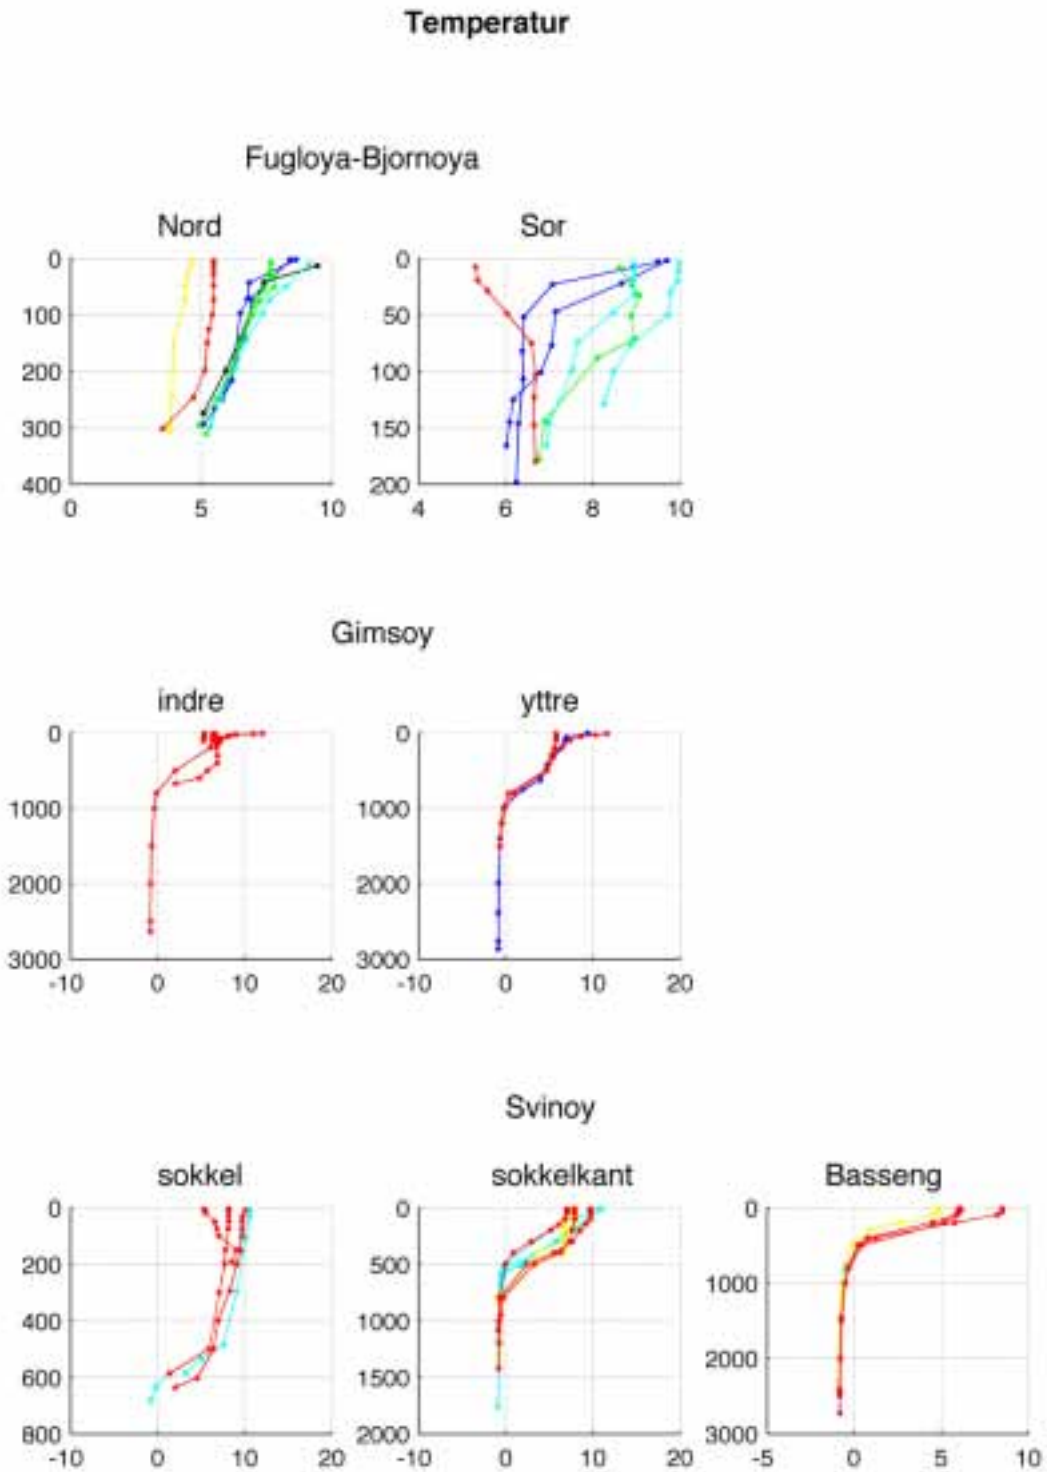 Temperatur
Fugloya-Bjornoya
Nord Sor
0 0
100 50
200 100
300 150
400 200
0 5 10 4 6 8 10
Gimsoy
indre yttre
0 0
1000 1000
2000 2000
3000 3000
-10 0 10 20 -10 0 10 20
Svinoy
sokkel sokkelkant Basseng
0 0 0
200 500 1000
400 1000 2000
600 1500 3000
800 2000
-10 0 10 20 -10 0 10 20 -5 0 5 10